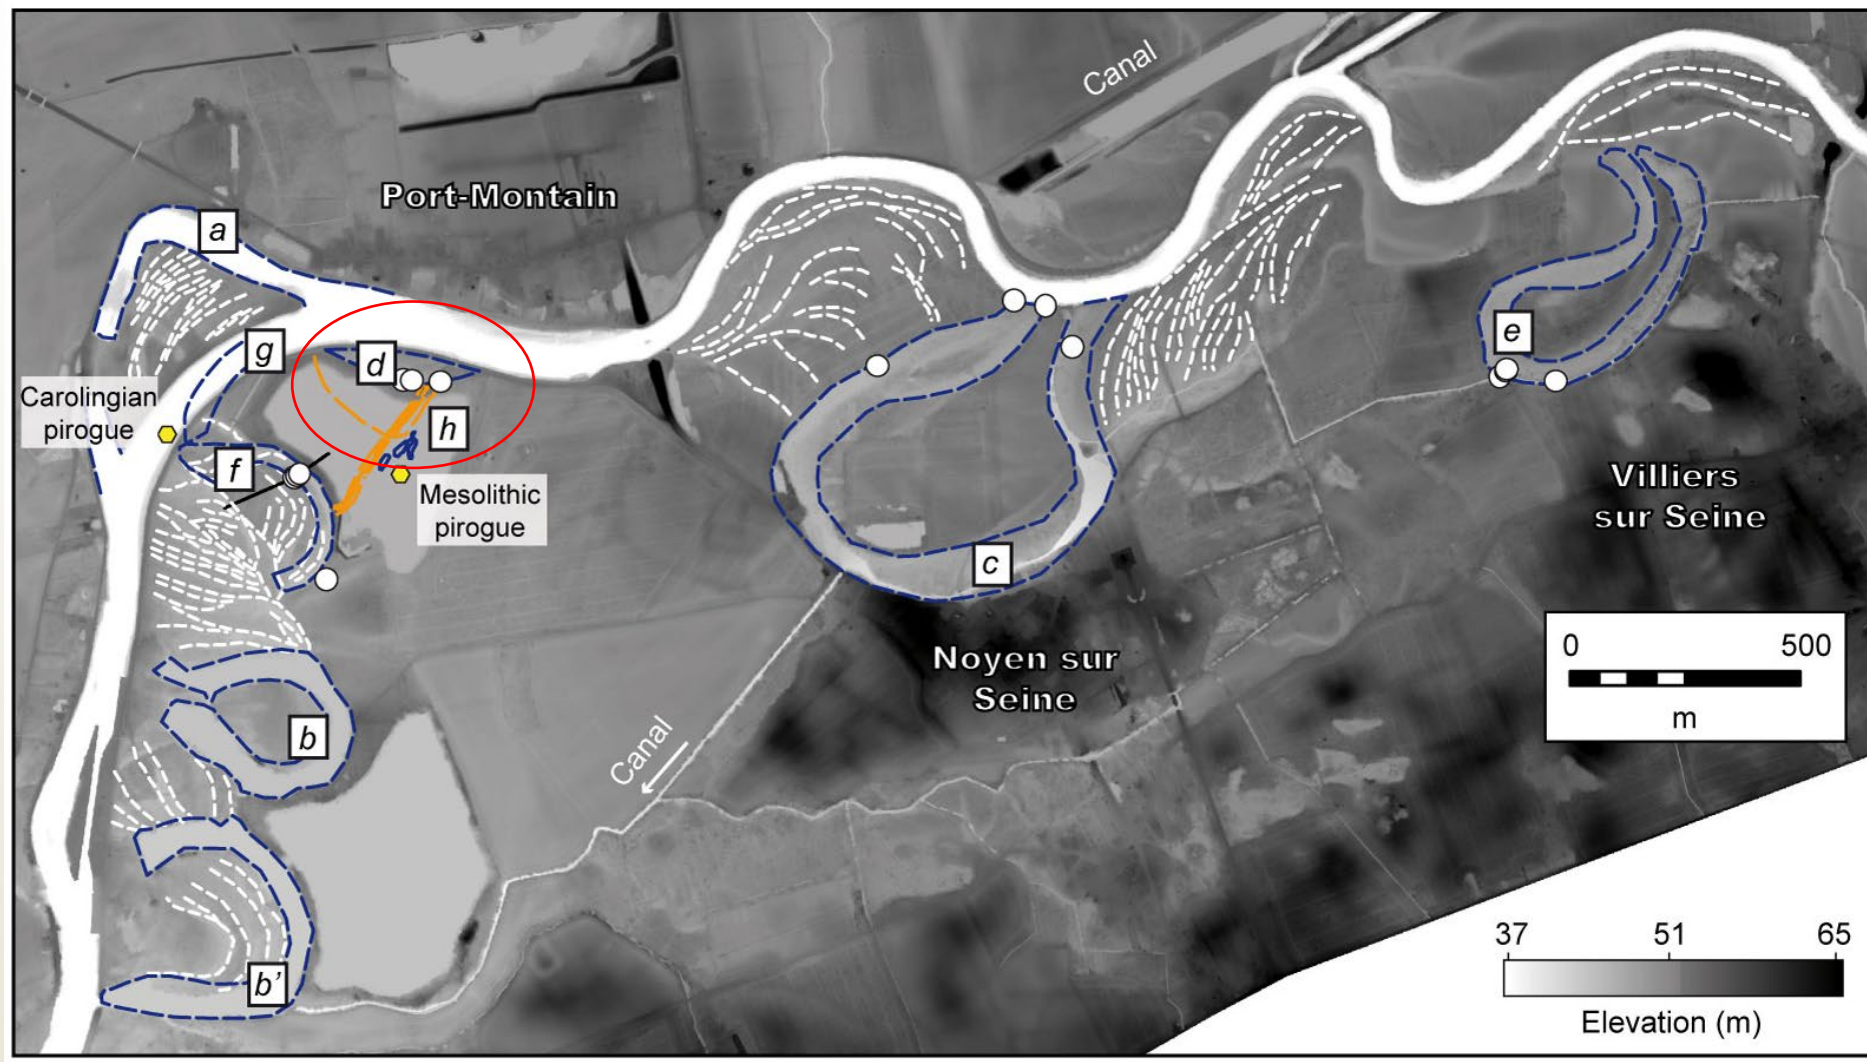 Canal
Port-Montain
a
g
d
Carolingian
pirogue
h
e
f
Mesolithic
pirogue
Villiers
sur Seine
c
0 500
m
Noyen sur
Seine
b
Canal
b’
37 51 65
Elevation (m)